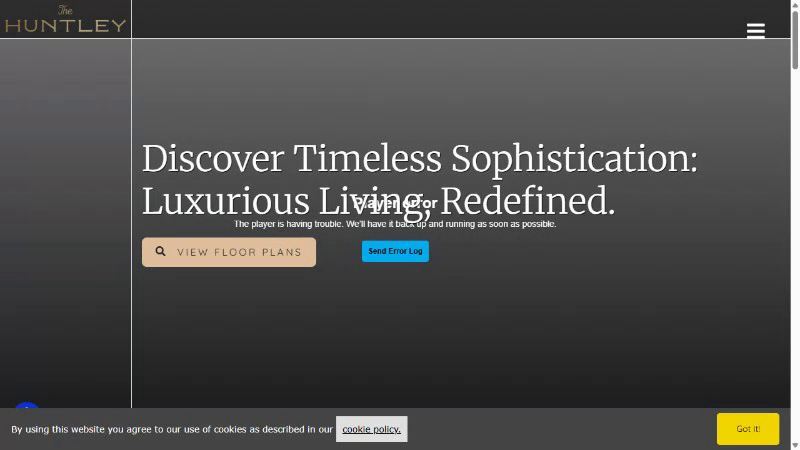 The
HUNTLEY
Discover Timeless Sophistication:
Luxurious Living, Redefined.
Player error
The player is having trouble. We'll have it back up and running as soon as possible.
VIEW FLOOR PLANS
Send Error Log
By using this website you agree to our use of cookies as described in our cookie policy.
Got it!